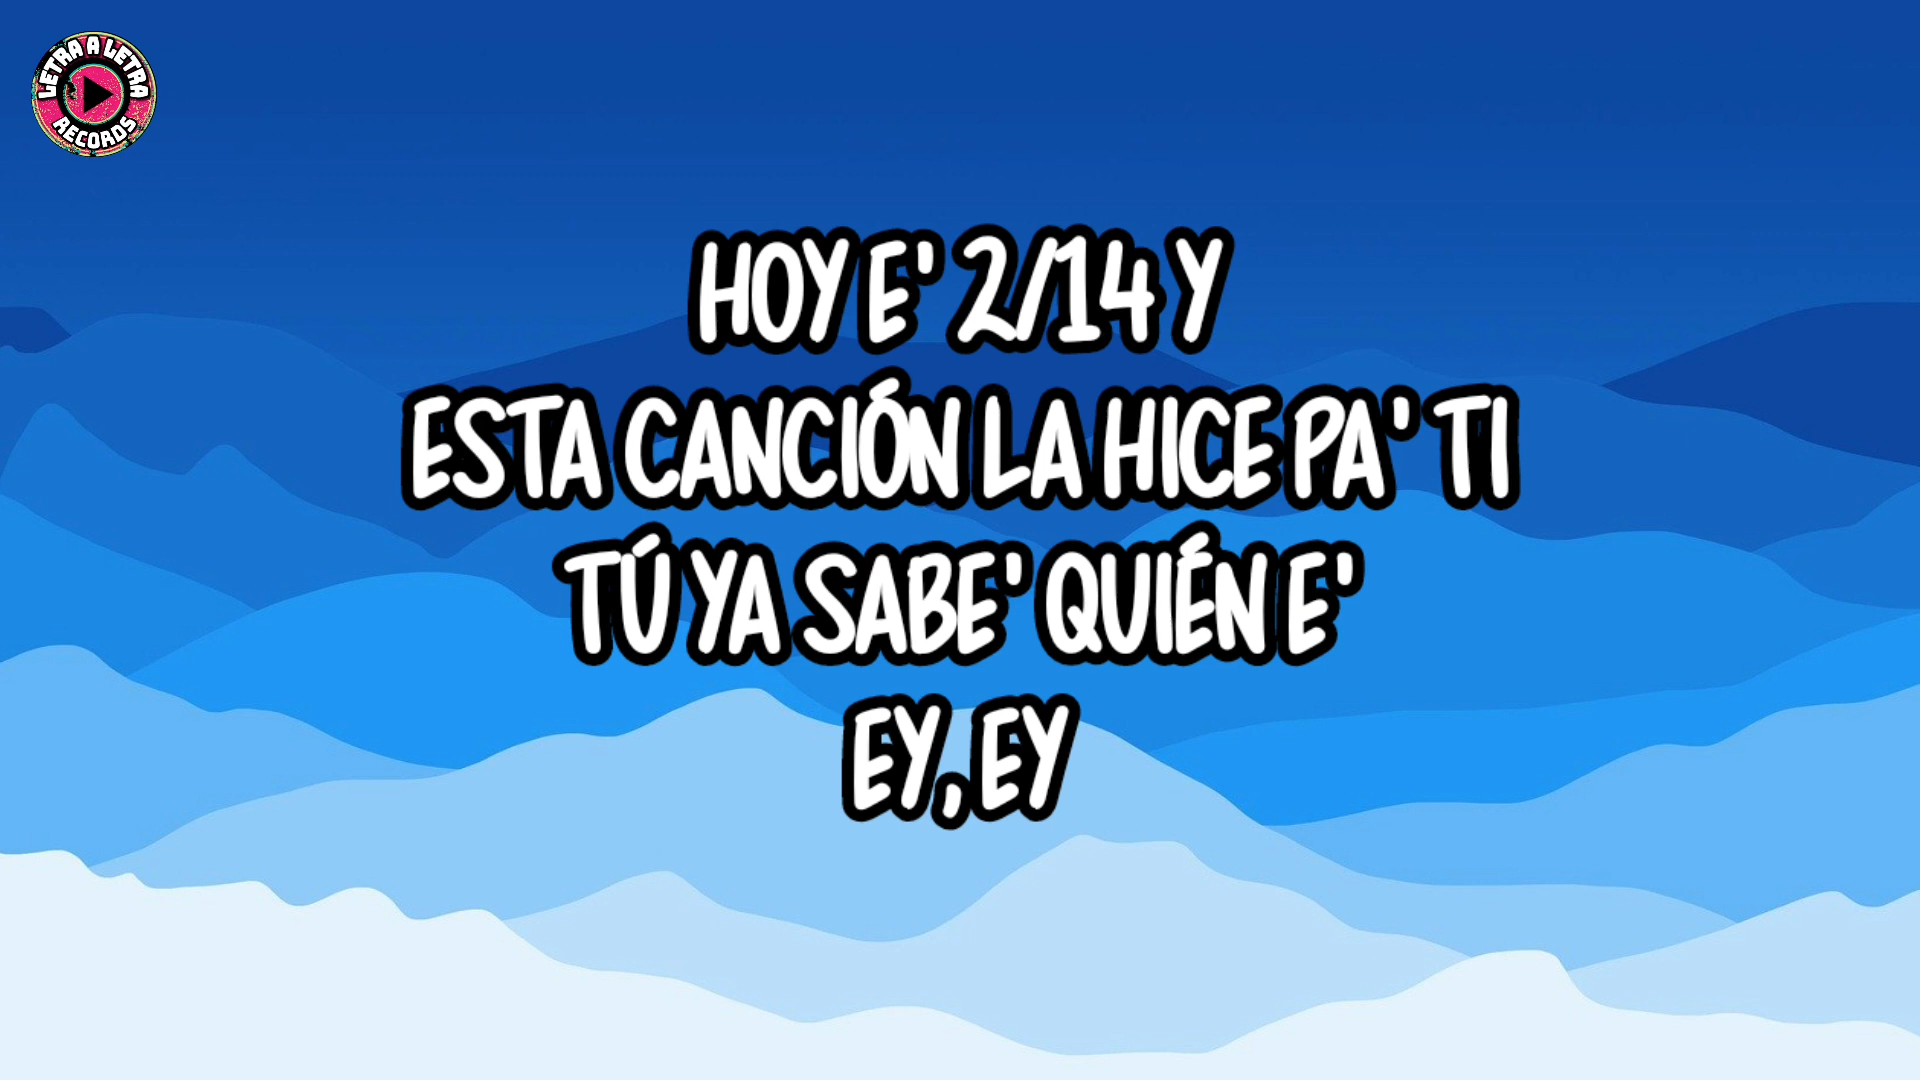 LETRA A LETRA
RECORDS
HOY E' 2/14 Y
ESTA CANCIÓN LA HICE PA' TI
TÚ YA SABE' QUIÉN E'
EY, EY